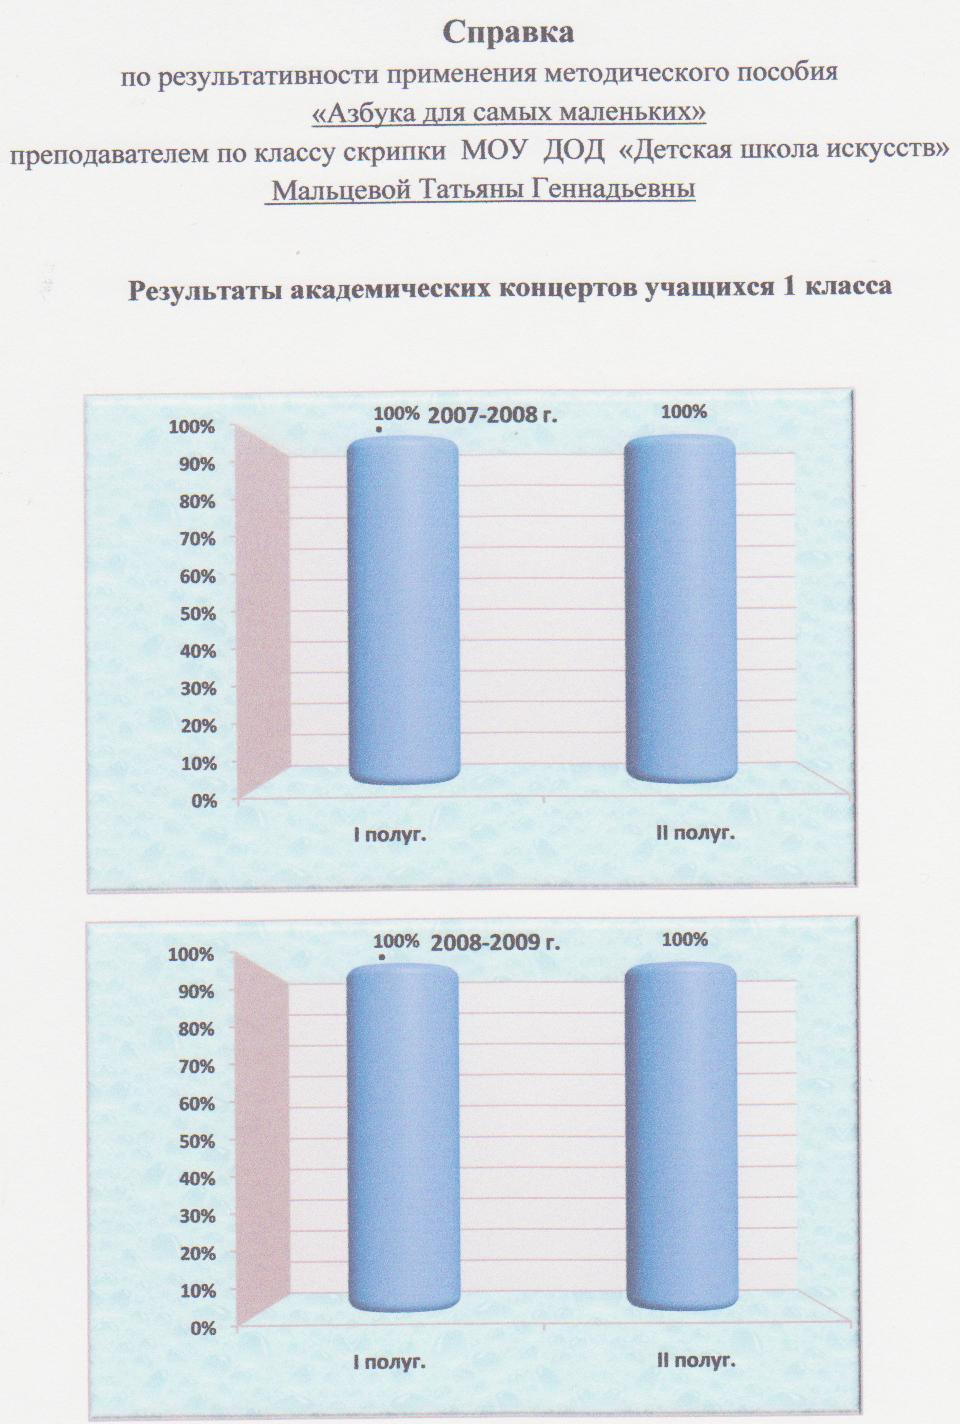 Справка
по результативности применения методического пособия
«Азбука для самых маленьких»
преподавателем по классу скрипки МОУ ДОД «Детская школа искусств»
Мальцевой Татьяны Геннадьевны
Результаты академических концертов учащихся 1 класса
100% 2007-2008 г. 100%
100%
90%
80%
70%
60%
50%
40%
30%
20%
10%
0%
I полуг. II полуг.
100% 2008-2009 г. 100%
100%
90%
80%
70%
60%
50%
40%
30%
20%
10%
0%
I полуг. II полуг.